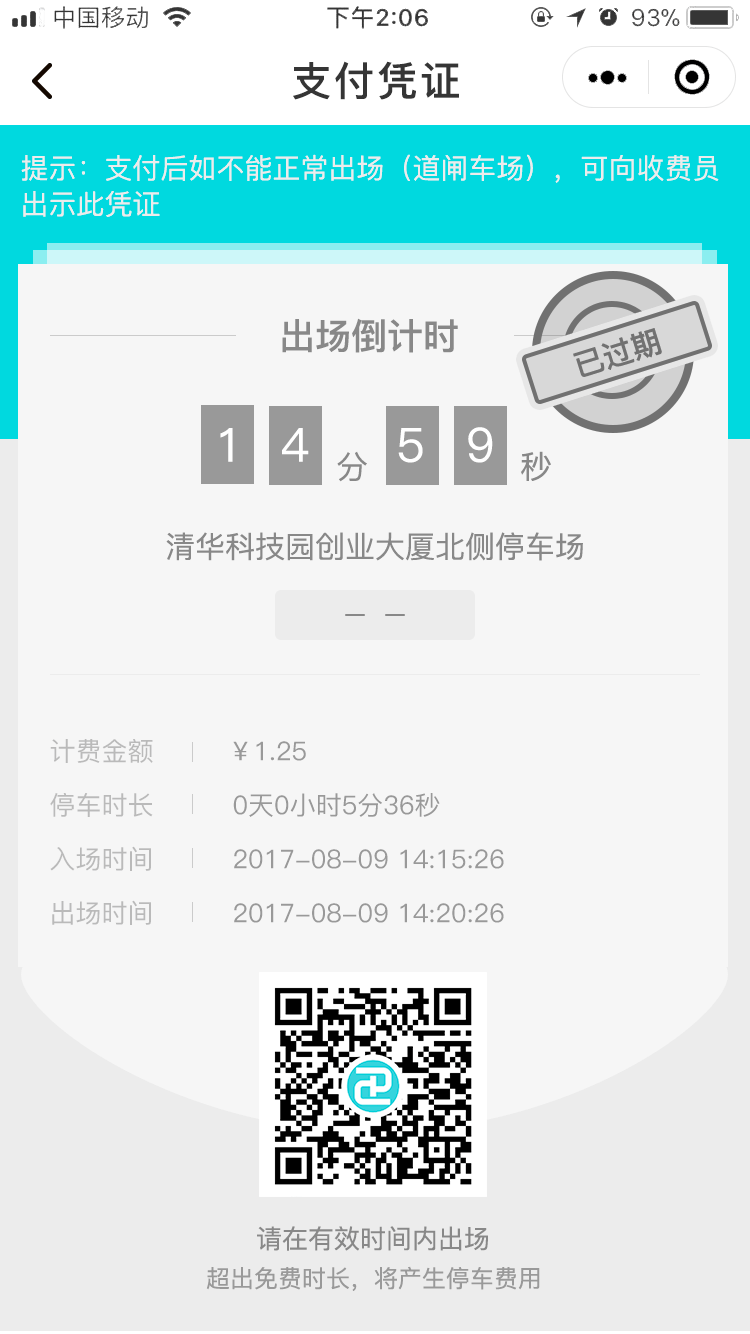 中国移动 下午2:06 93%
支付凭证
提示：支付后如不能正常出场（道闸车场），可向收费员
出示此凭证
出场倒计时
已过期
14分59秒
清华科技园创业大厦北侧停车场
— —
计费金额 ¥1.25
停车时长 0天0小时5分36秒
入场时间 2017-08-09 14:15:26
出场时间 2017-08-09 14:20:26
请在有效时间内出场
超出免费时长，将产生停车费用